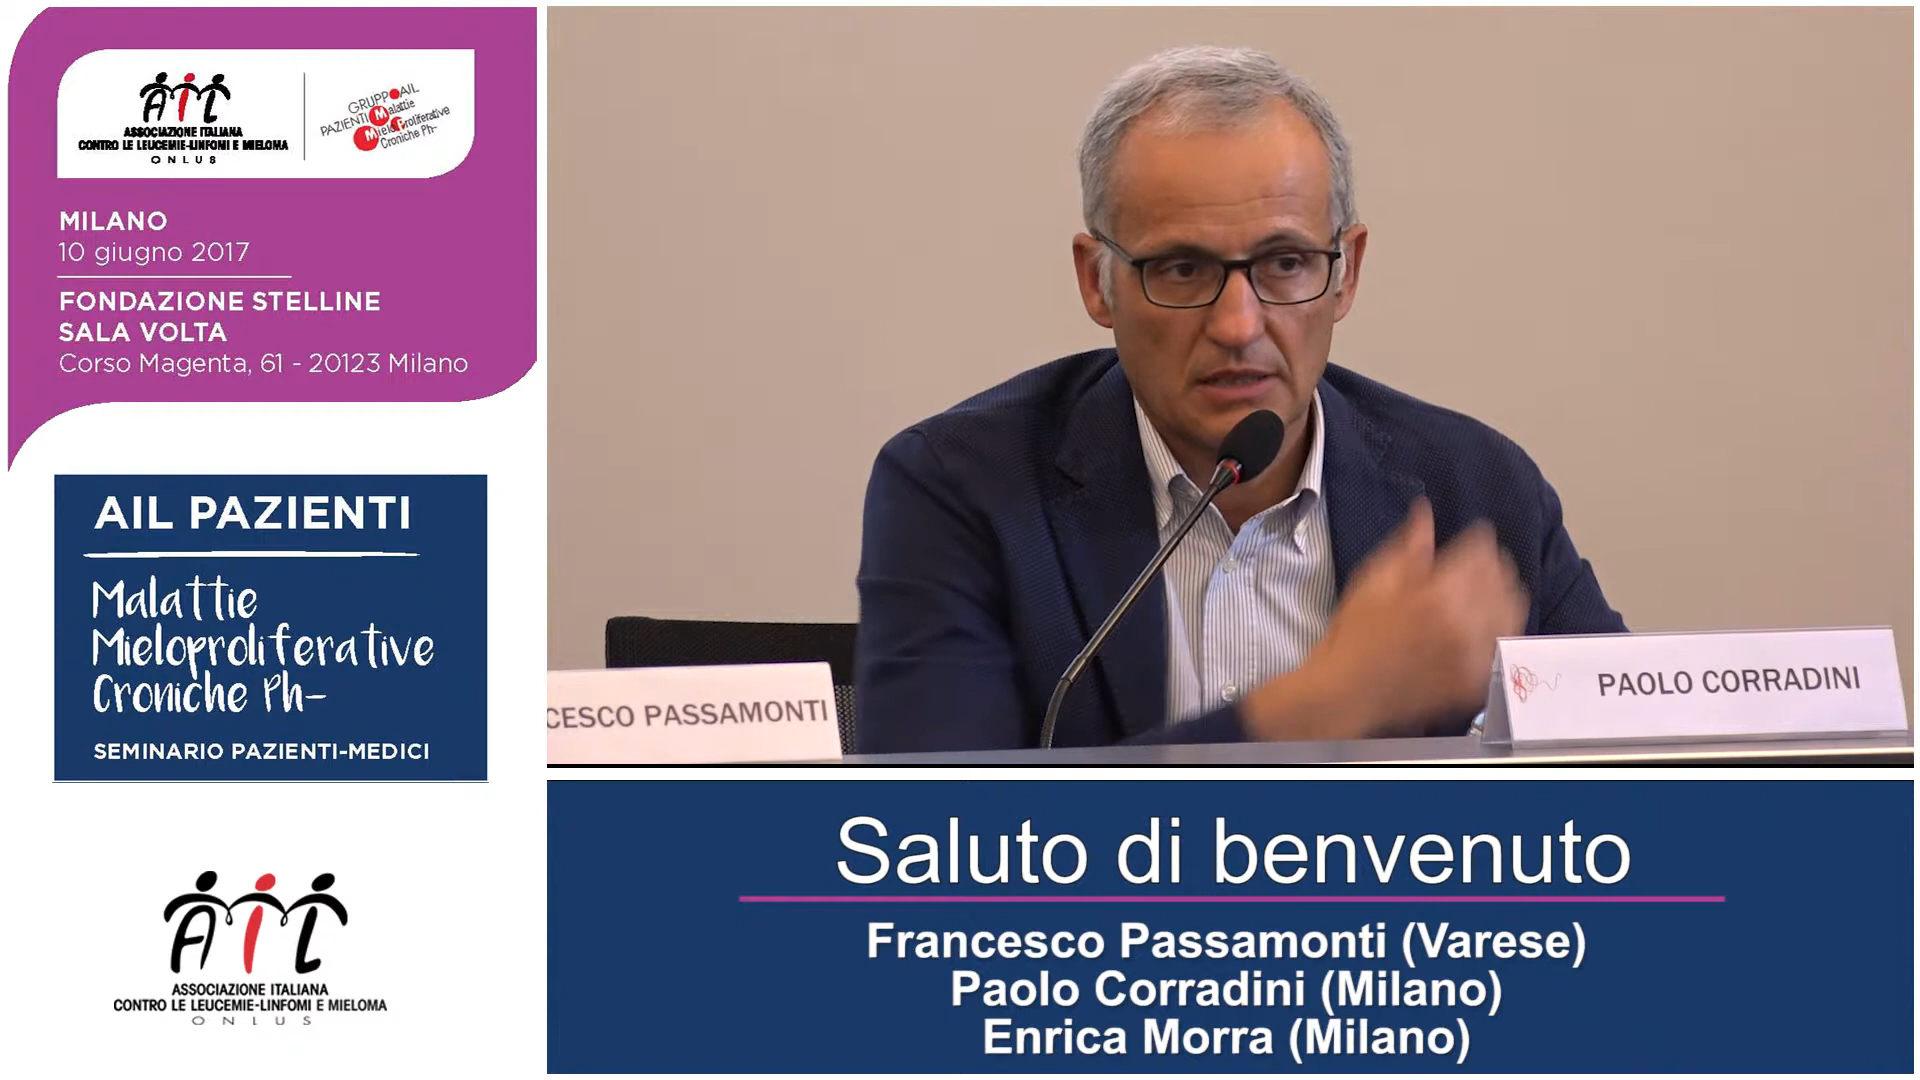 AIL
ASSOCIAZIONE ITALIANA
CONTRO LE LEUCEMIE-LINFOMI E MIELOMA
ONLUS
GRUPPO AIL
PAZIENTI Malattie
MieloProliferative
Croniche Ph-
MILANO
10 giugno 2017
FONDAZIONE STELLINE
SALA VOLTA
Corso Magenta, 61 - 20123 Milano
AIL PAZIENTI
Malattie
Mieloproliferative
Croniche Ph-
SEMINARIO PAZIENTI-MEDICI
AIL
ASSOCIAZIONE ITALIANA
CONTRO LE LEUCEMIE-LINFOMI E MIELOMA
ONLUS
CESCO PASSAMONTI
PAOLO CORRADINI
Saluto di benvenuto
Francesco Passamonti (Varese)
Paolo Corradini (Milano)
Enrica Morra (Milano)